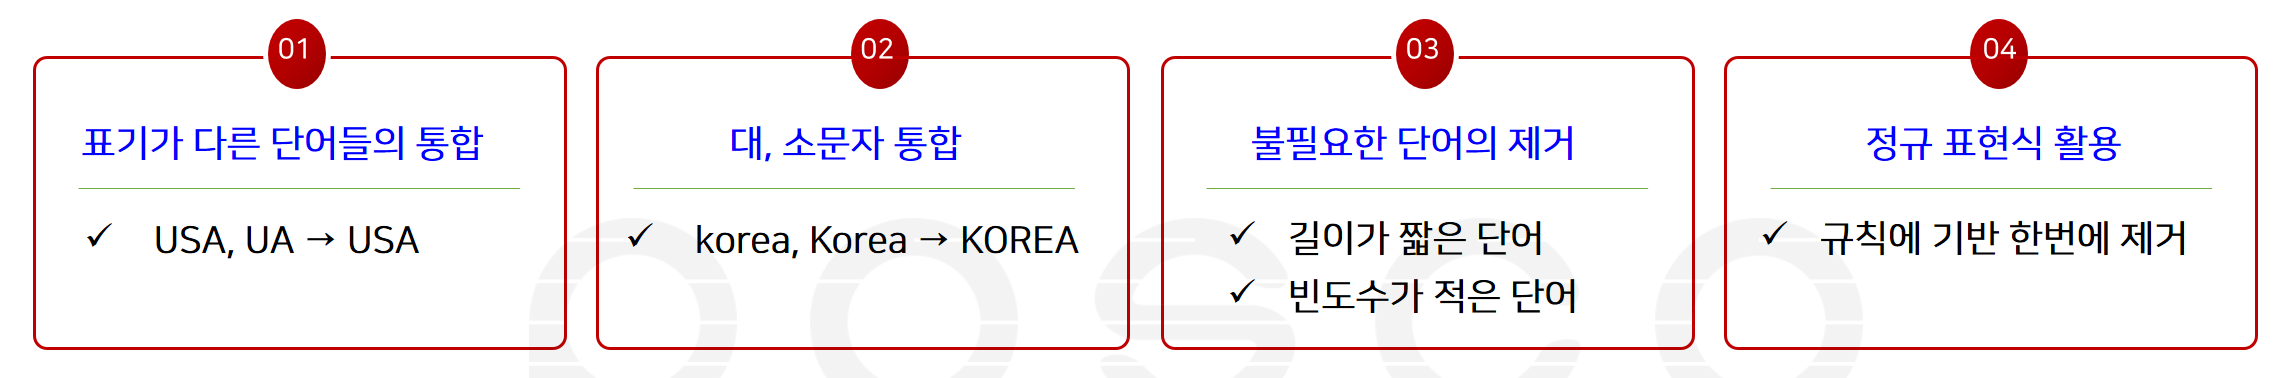 01
표기가 다른 단어들의 통합
✓ USA, UA → USA
02
대, 소문자 통합
✓ korea, Korea → KOREA
03
불필요한 단어의 제거
✓ 길이가 짧은 단어
✓ 빈도수가 적은 단어
04
정규 표현식 활용
✓ 규칙에 기반 한번에 제거
posco